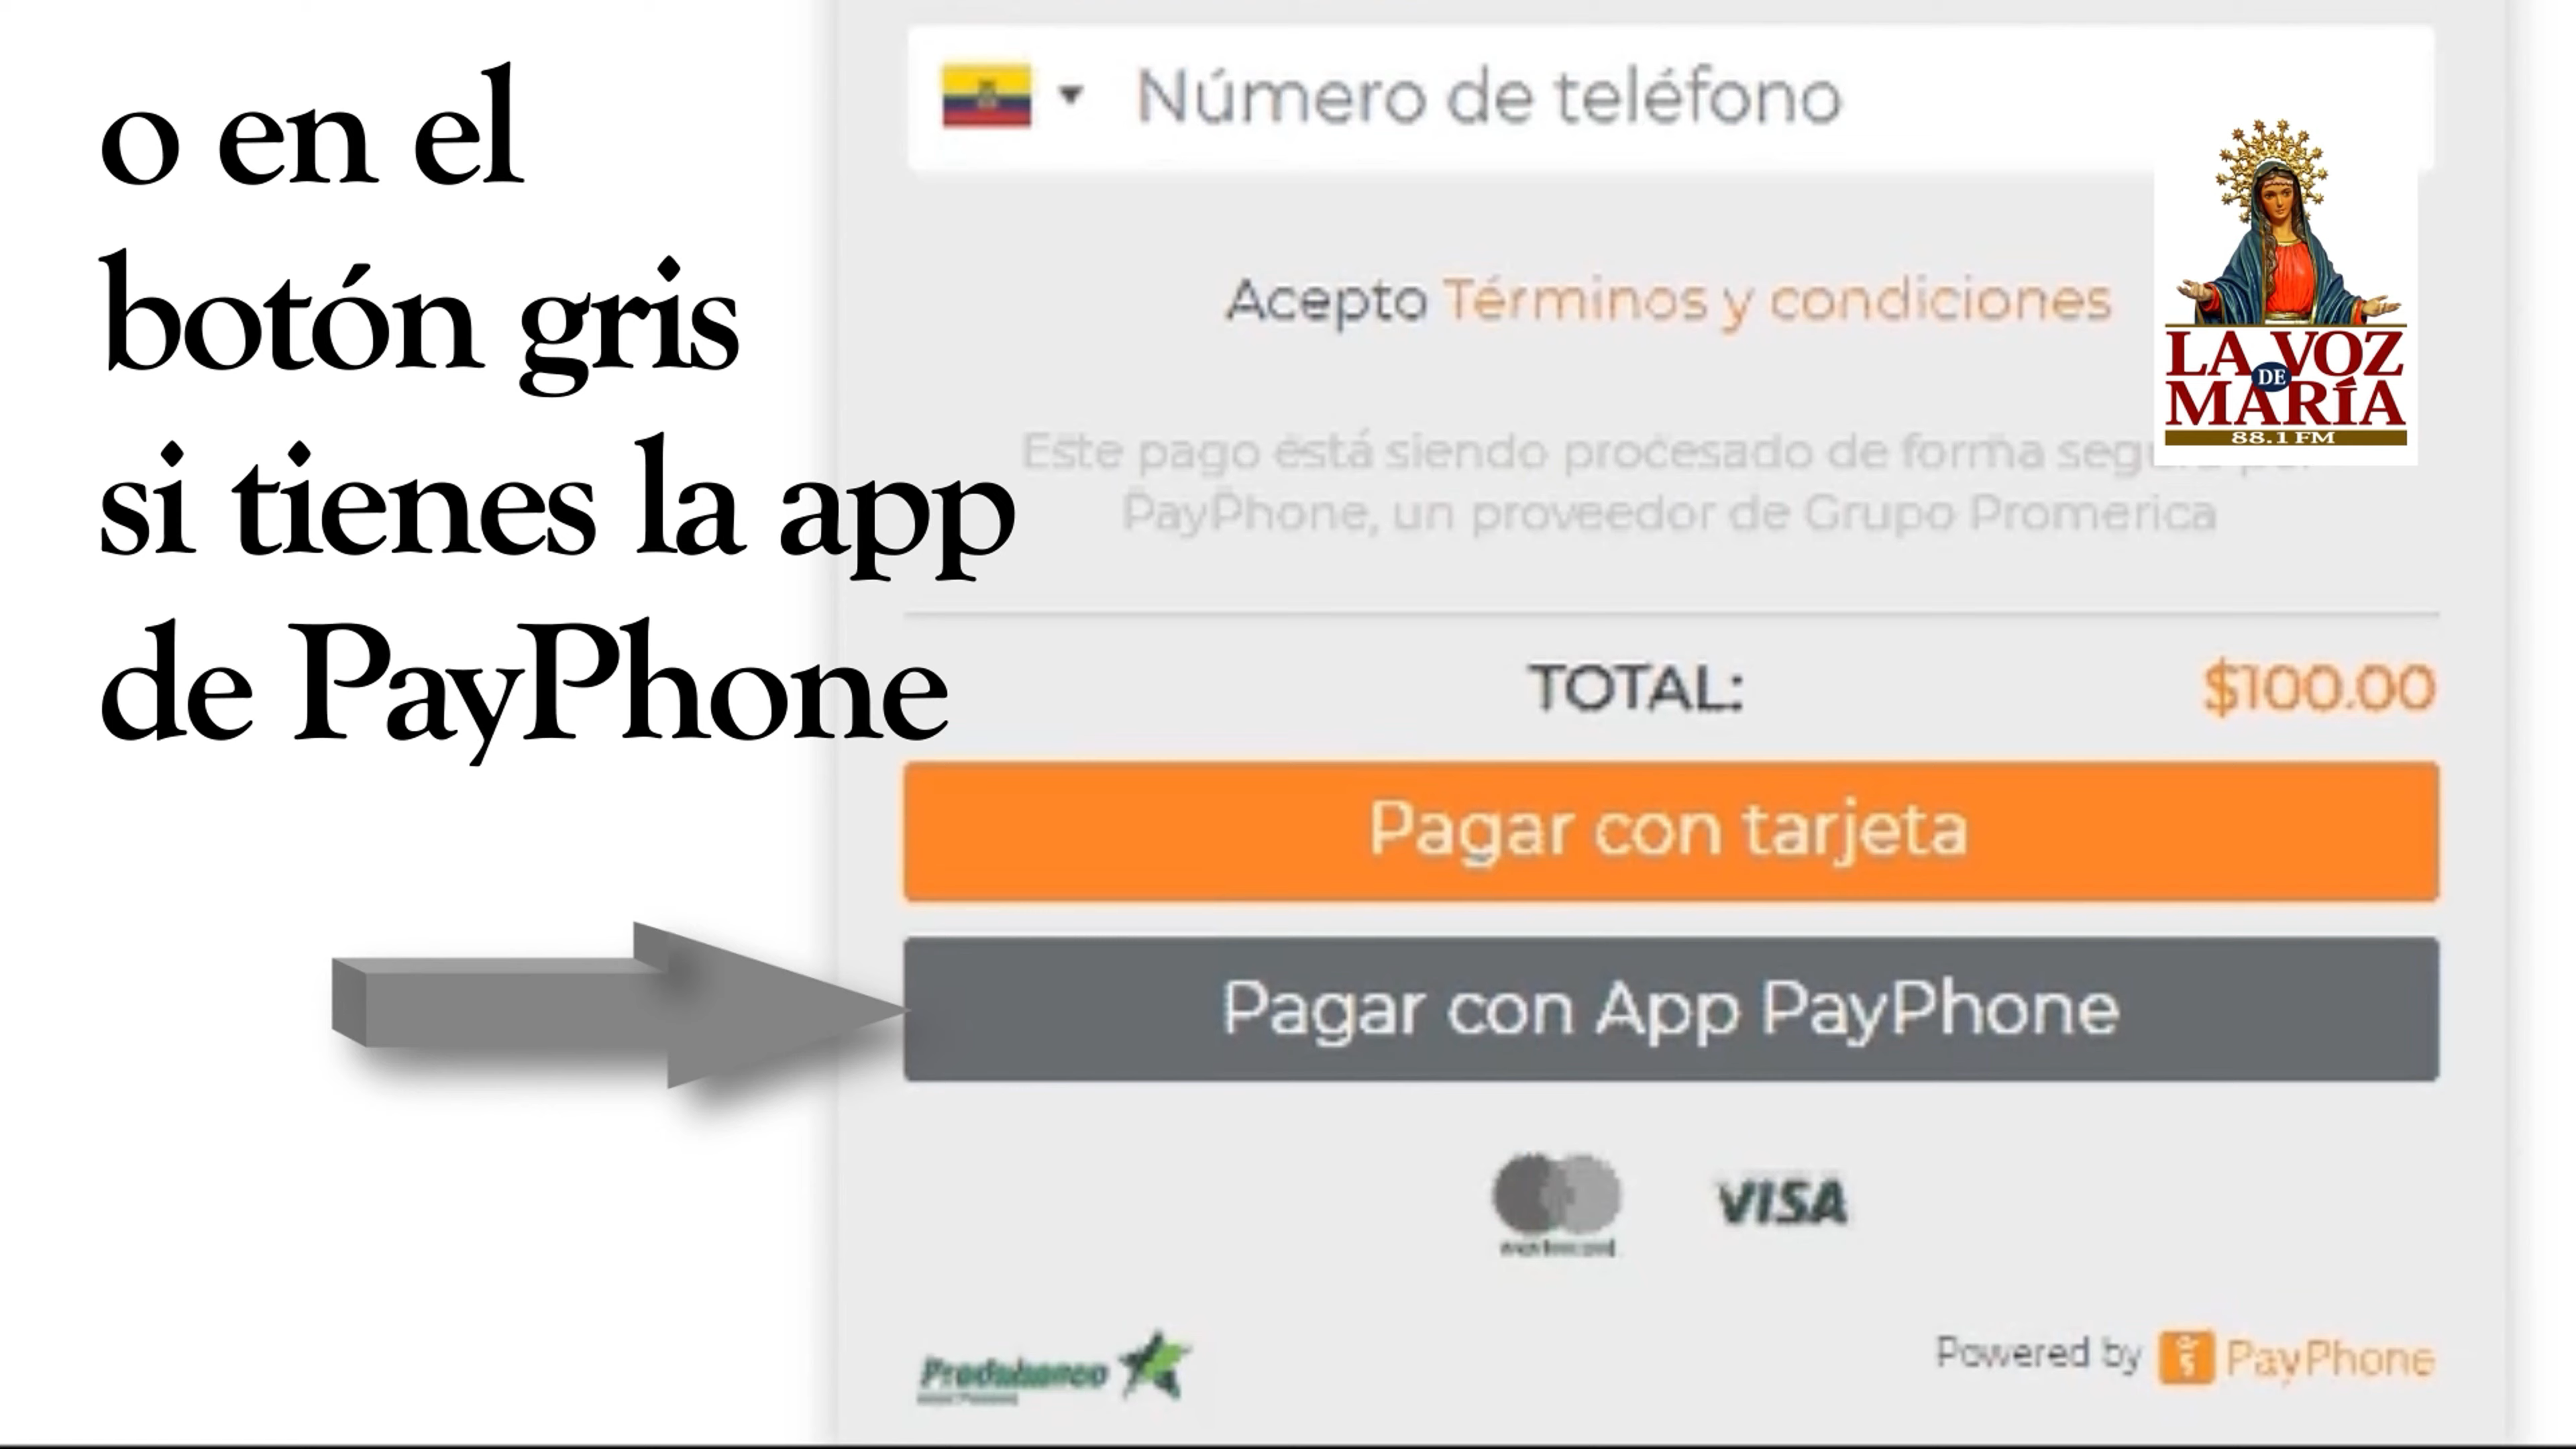 o en el
botón gris
si tienes la app
de PayPhone
Número de teléfono
Acepto Términos y condiciones
LA VOZ
DE
MARÍA
88.1 FM
Este pago está siendo procesado de forma
PayPhone, un proveedor de Grupo Promerica
TOTAL: $100.00
Pagar con tarjeta
Pagar con App PayPhone
VISA
Produbanco
Powered by PayPhone